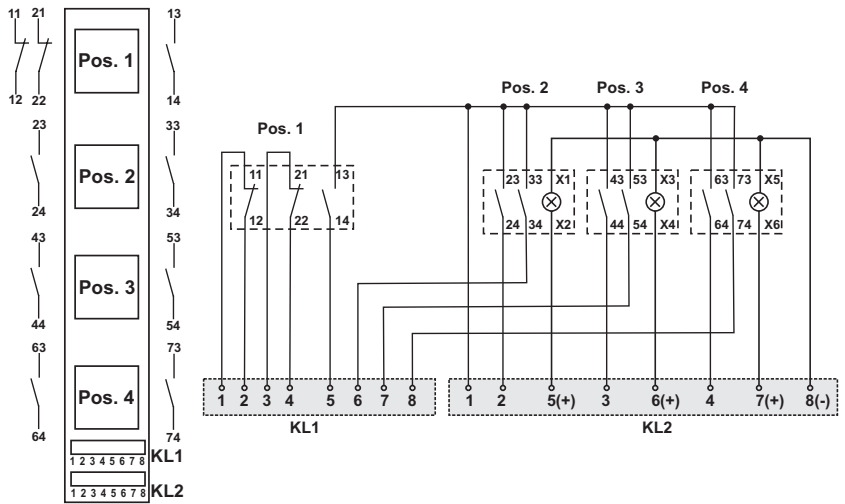 11 21 13
Pos. 1
12 22 14
23 33
Pos. 2
24 34
43 53
Pos. 3
44 54
63 73
Pos. 4
64 74
KL1
1 2 3 4 5 6 7 8
KL2
1 2 3 4 5 6 7 8
Pos. 2 Pos. 3 Pos. 4
Pos. 1
11 21 13
12 22 14
23 33 X1 43 53 X3 63 73 X5
24 34 X2 44 54 X4 64 74 X6
1 2 3 4 5 6 7 8
KL1
1 2 5(+) 3 6(+) 4 7(+) 8(-)
KL2